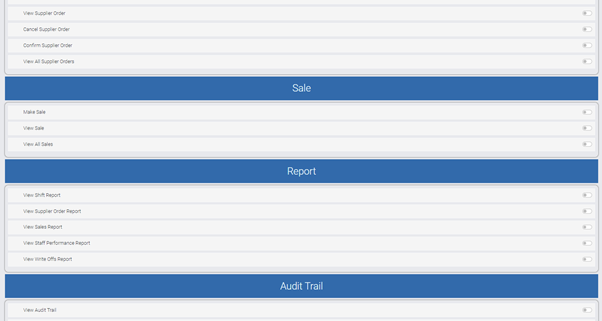 View Supplier Order
Cancel Supplier Order
Confirm Supplier Order
View All Supplier Orders
Sale
Make Sale
View Sale
View All Sales
Report
View Shift Report
View Supplier Order Report
View Sales Report
View Staff Performance Report
View Write Offs Report
Audit Trail
View Audit Trail